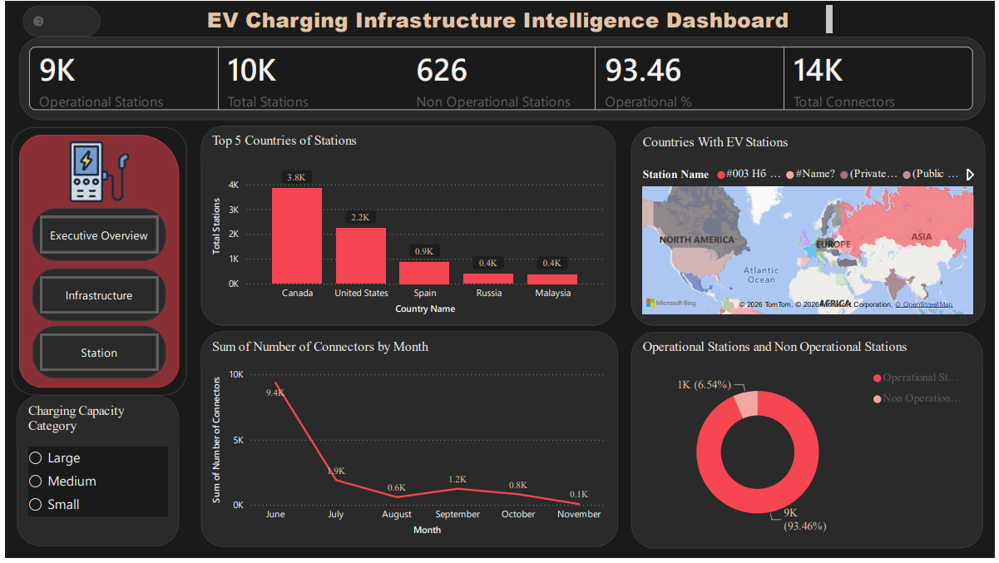 EV Charging Infrastructure Intelligence Dashboard
9K
Operational Stations
10K
Total Stations
626
Non Operational Stations
93.46
Operational %
14K
Total Connectors
Executive Overview
Infrastructure
Station
Charging Capacity
Category
Large
Medium
Small
Top 5 Countries of Stations
Total Stations
4K
3K
2K
1K
0K
3.8K
2.2K
0.9K
0.4K
0.4K
Canada
United States
Spain
Russia
Malaysia
Country Name
Countries With EV Stations
Station Name
#003 Нб ...
#Name?
(Private...
(Public ...
NORTH AMERICA
EUROPE
ASIA
Atlantic
Ocean
AFRICA
Microsoft Bing
© 2026 TomTom, © 2026 Microsoft Corporation, © OpenStreetMap
Sum of Number of Connectors by Month
Sum of Number of Connectors
10K
5K
0K
9.4K
1.9K
0.6K
1.2K
0.8K
0.1K
June
July
August
September
October
November
Month
Operational Stations and Non Operational Stations
1K (6.54%)
9K
(93.46%)
Operational St...
Non Operation...